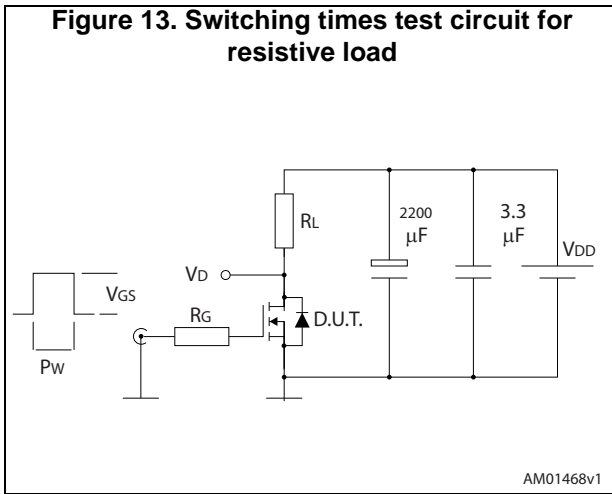 Figure 13. Switching times test circuit for
resistive load
RL
2200
μF
3.3
μF
VDD
VD
VGS
RG
D.U.T.
PW
AM01468v1